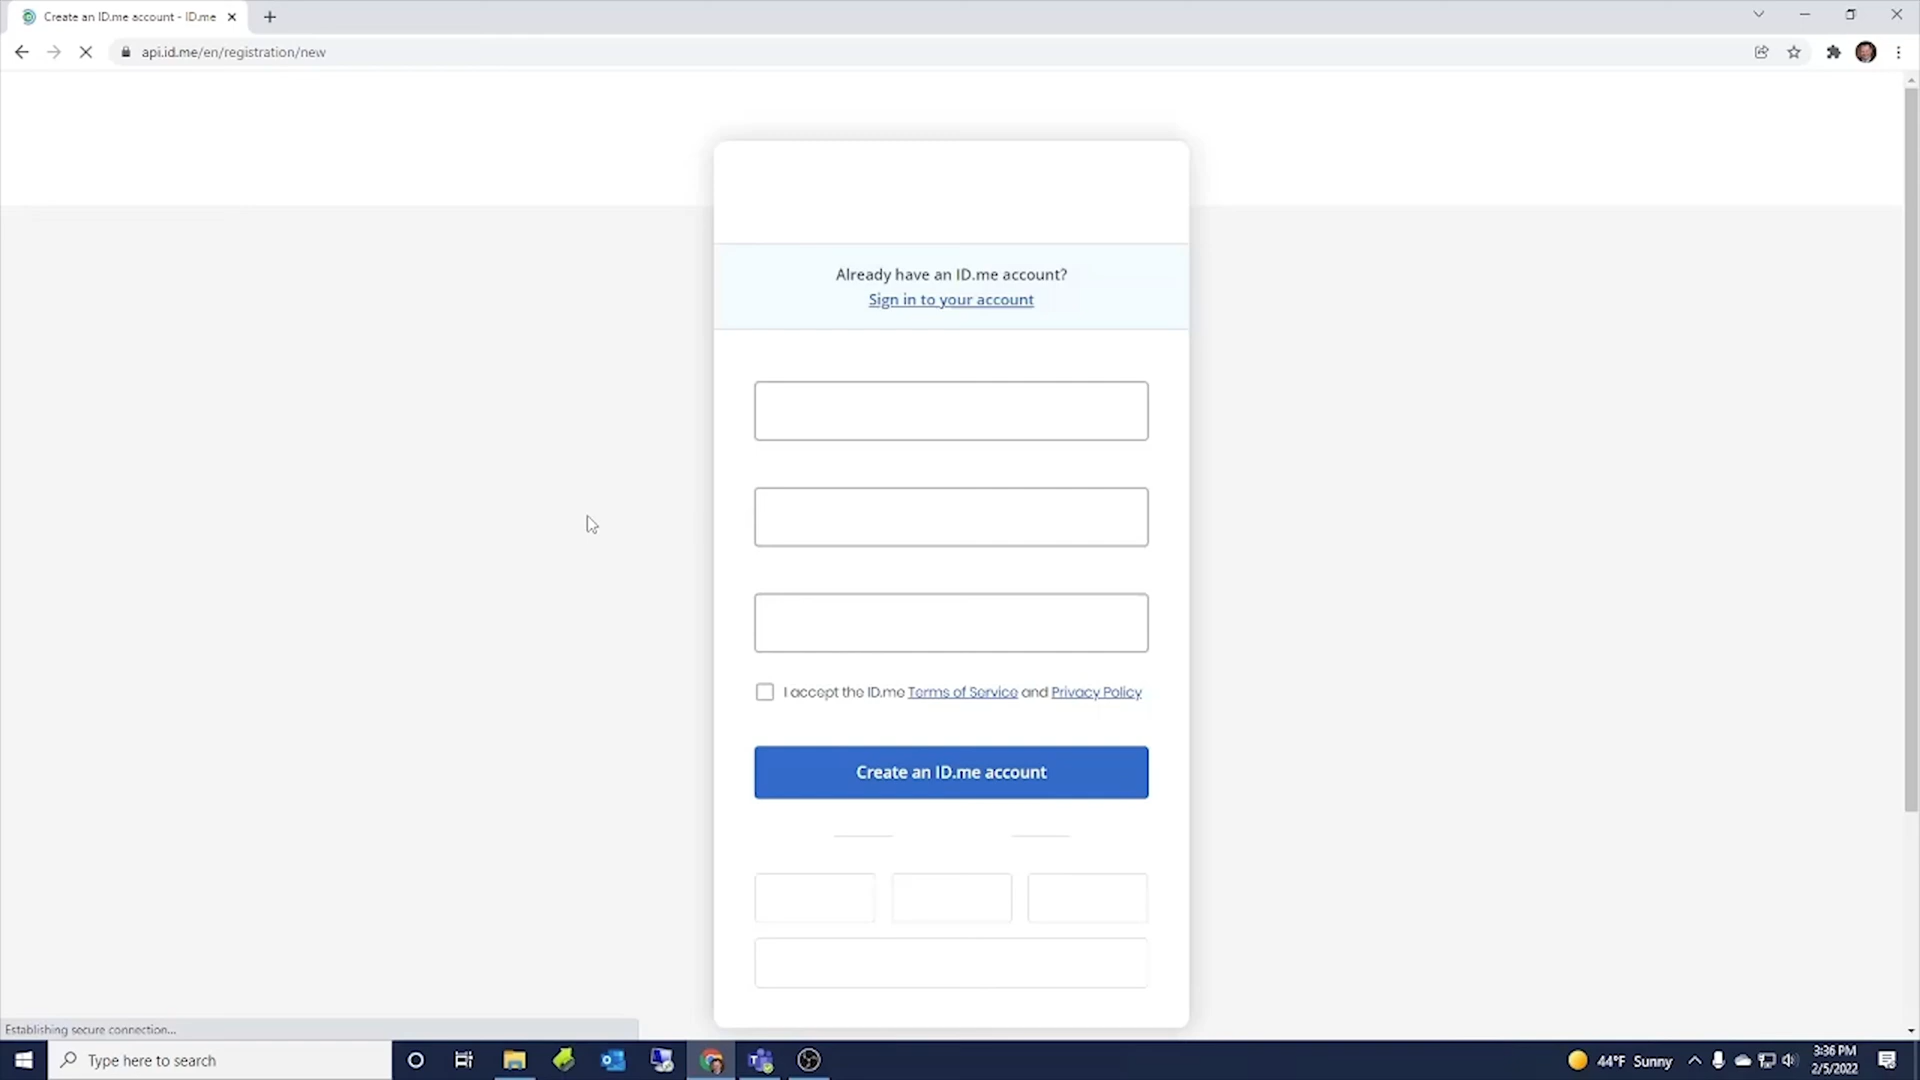 Create an ID.me account - ID.me
api.id.me/en/registration/new
Already have an ID.me account?
Sign in to your account
I accept the ID.me Terms of Service and Privacy Policy
Create an ID.me account
Establishing secure connection...
Type here to search
44°F Sunny
3:36 PM
2/5/2022